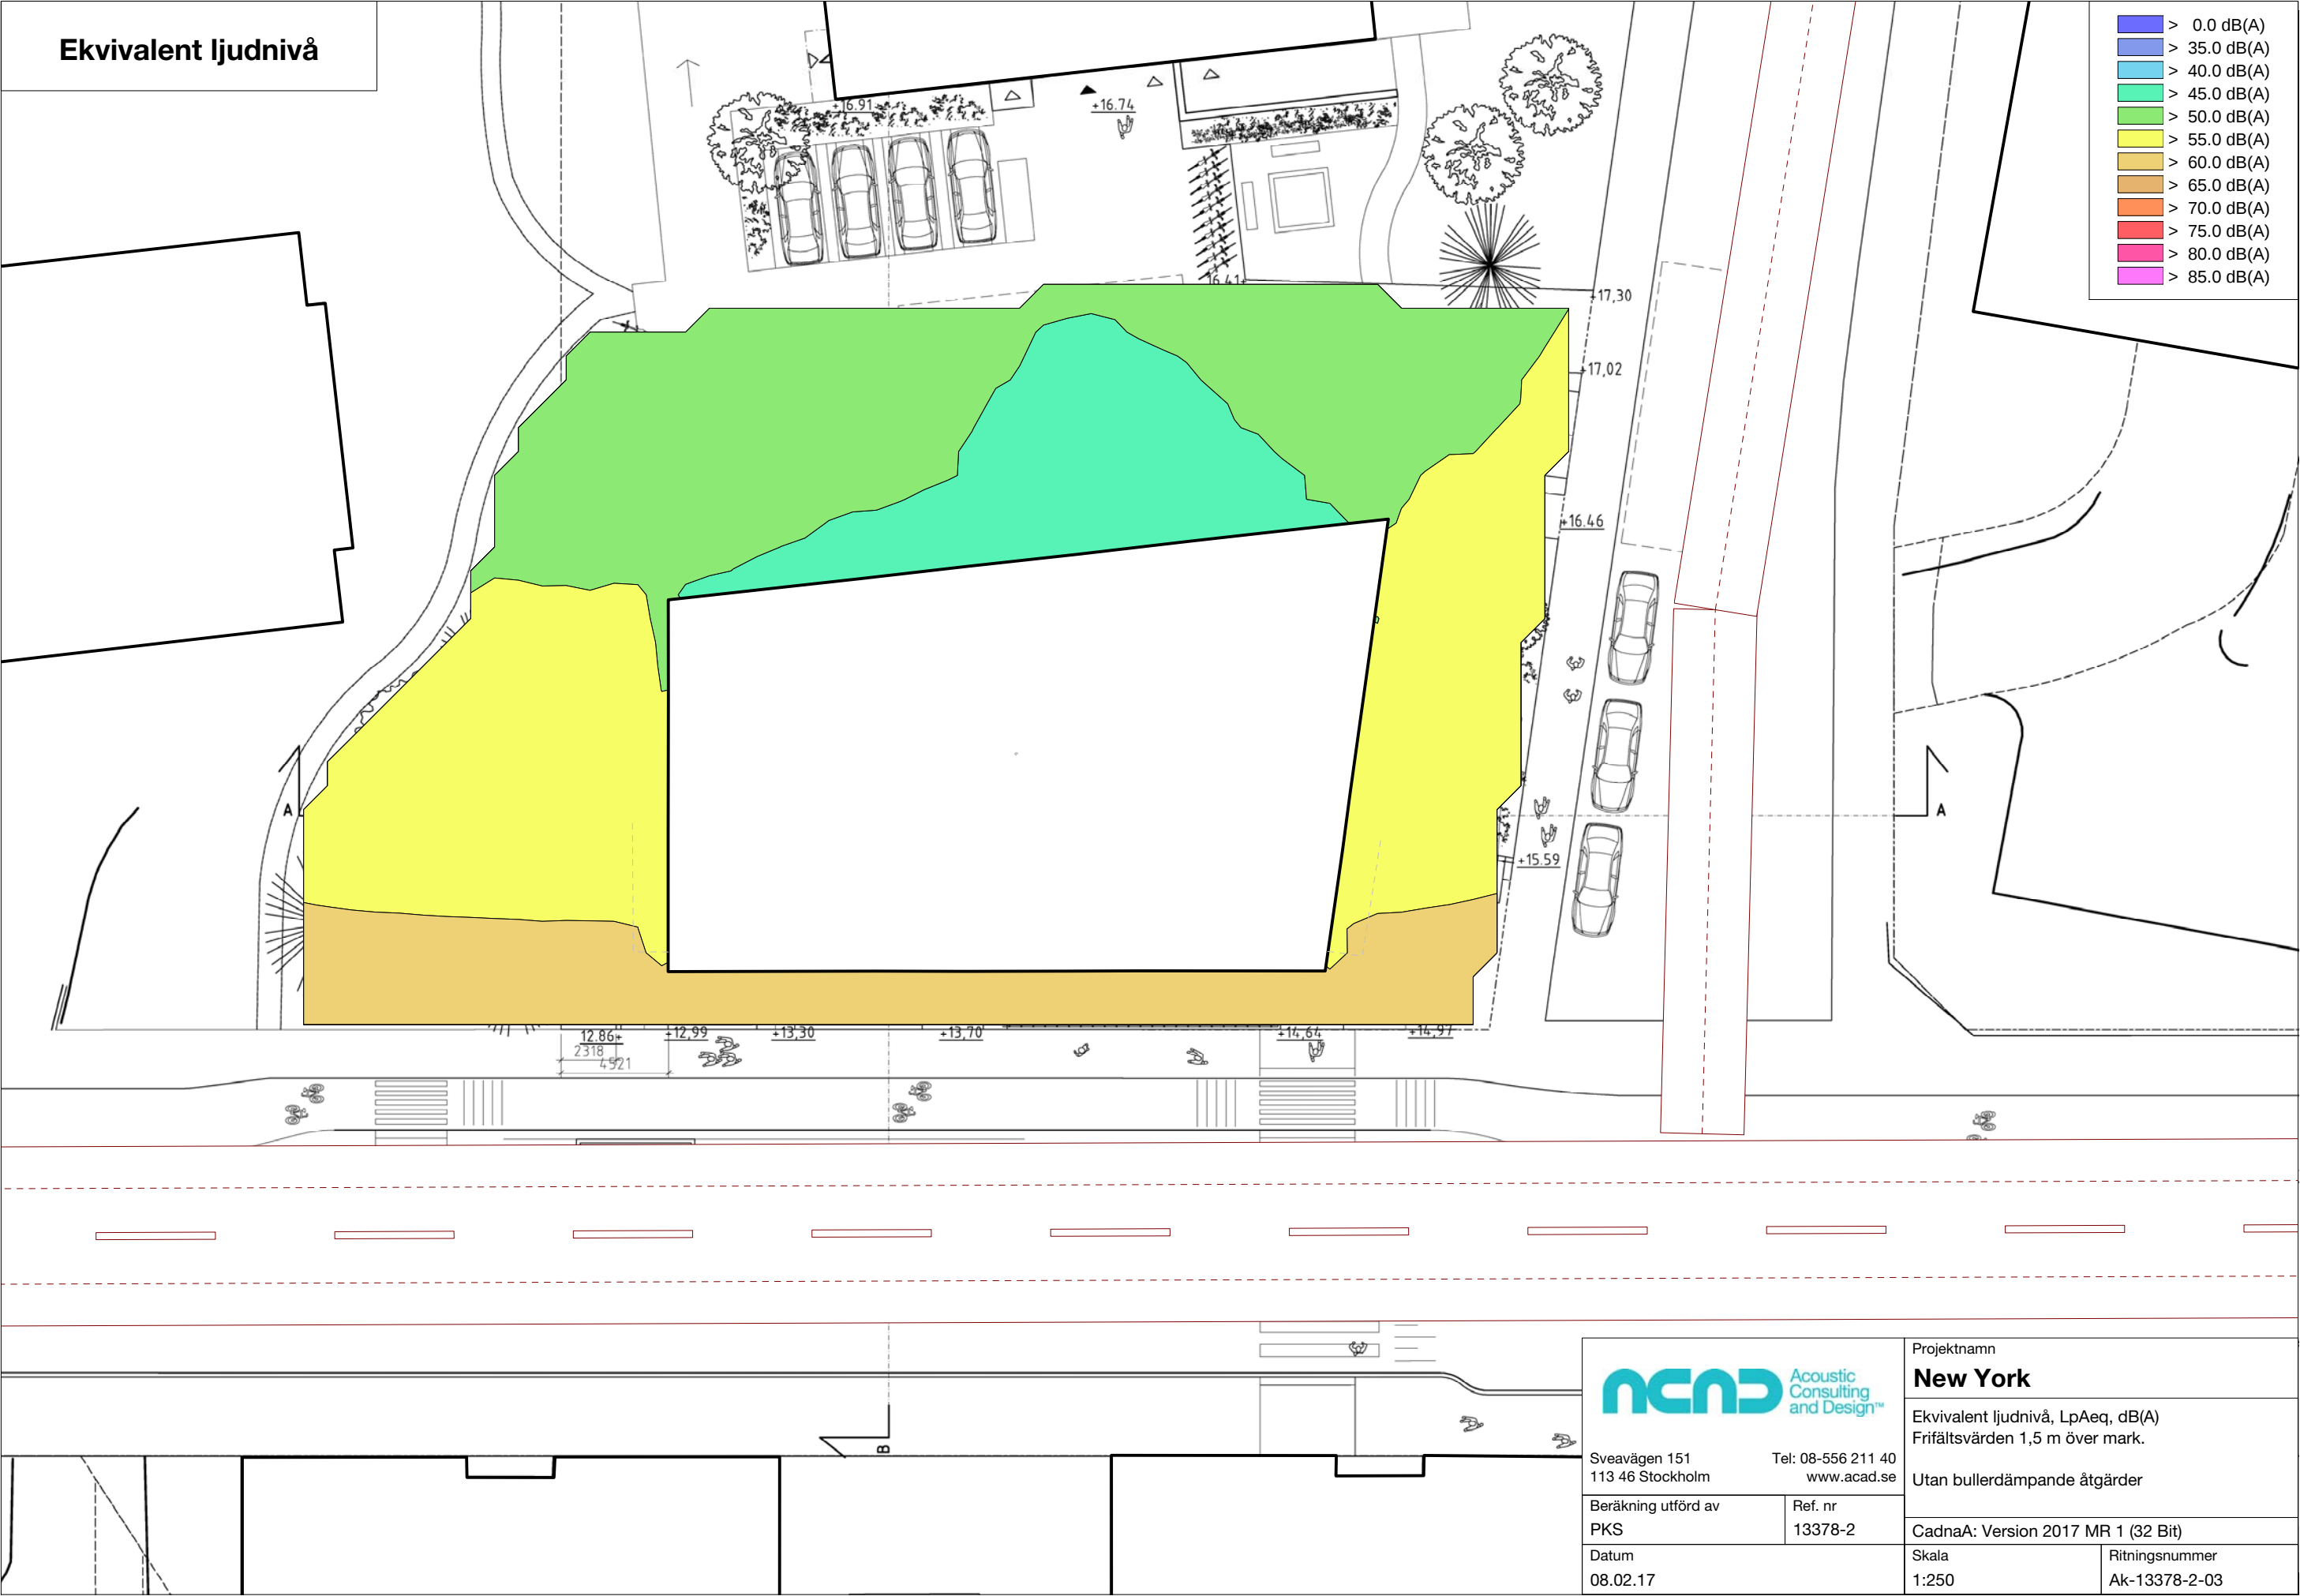 Ekvivalent ljudnivå
> 0.0 dB(A)
> 35.0 dB(A)
> 40.0 dB(A)
> 45.0 dB(A)
> 50.0 dB(A)
> 55.0 dB(A)
> 60.0 dB(A)
> 65.0 dB(A)
> 70.0 dB(A)
> 75.0 dB(A)
> 80.0 dB(A)
> 85.0 dB(A)
+16.91
+16.74
16.41+
+17,30
+17,02
+16.46
A
A
+15.59
12.86+
+12,99
+13,30
+13,70
+14,64
+14,97
2318
4521
B
ACAD
Acoustic
Consulting
and Design™
Sveavägen 151
Tel: 08-556 211 40
113 46 Stockholm
www.acad.se
Beräkning utförd av
PKS
Ref. nr
13378-2
Datum
08.02.17
Projektnamn
New York
Ekvivalent ljudnivå, LpAeq, dB(A)
Frifältsvärden 1,5 m över mark.
Utan bullerdämpande åtgärder
CadnaA: Version 2017 MR 1 (32 Bit)
Skala
1:250
Ritningsnummer
Ak-13378-2-03